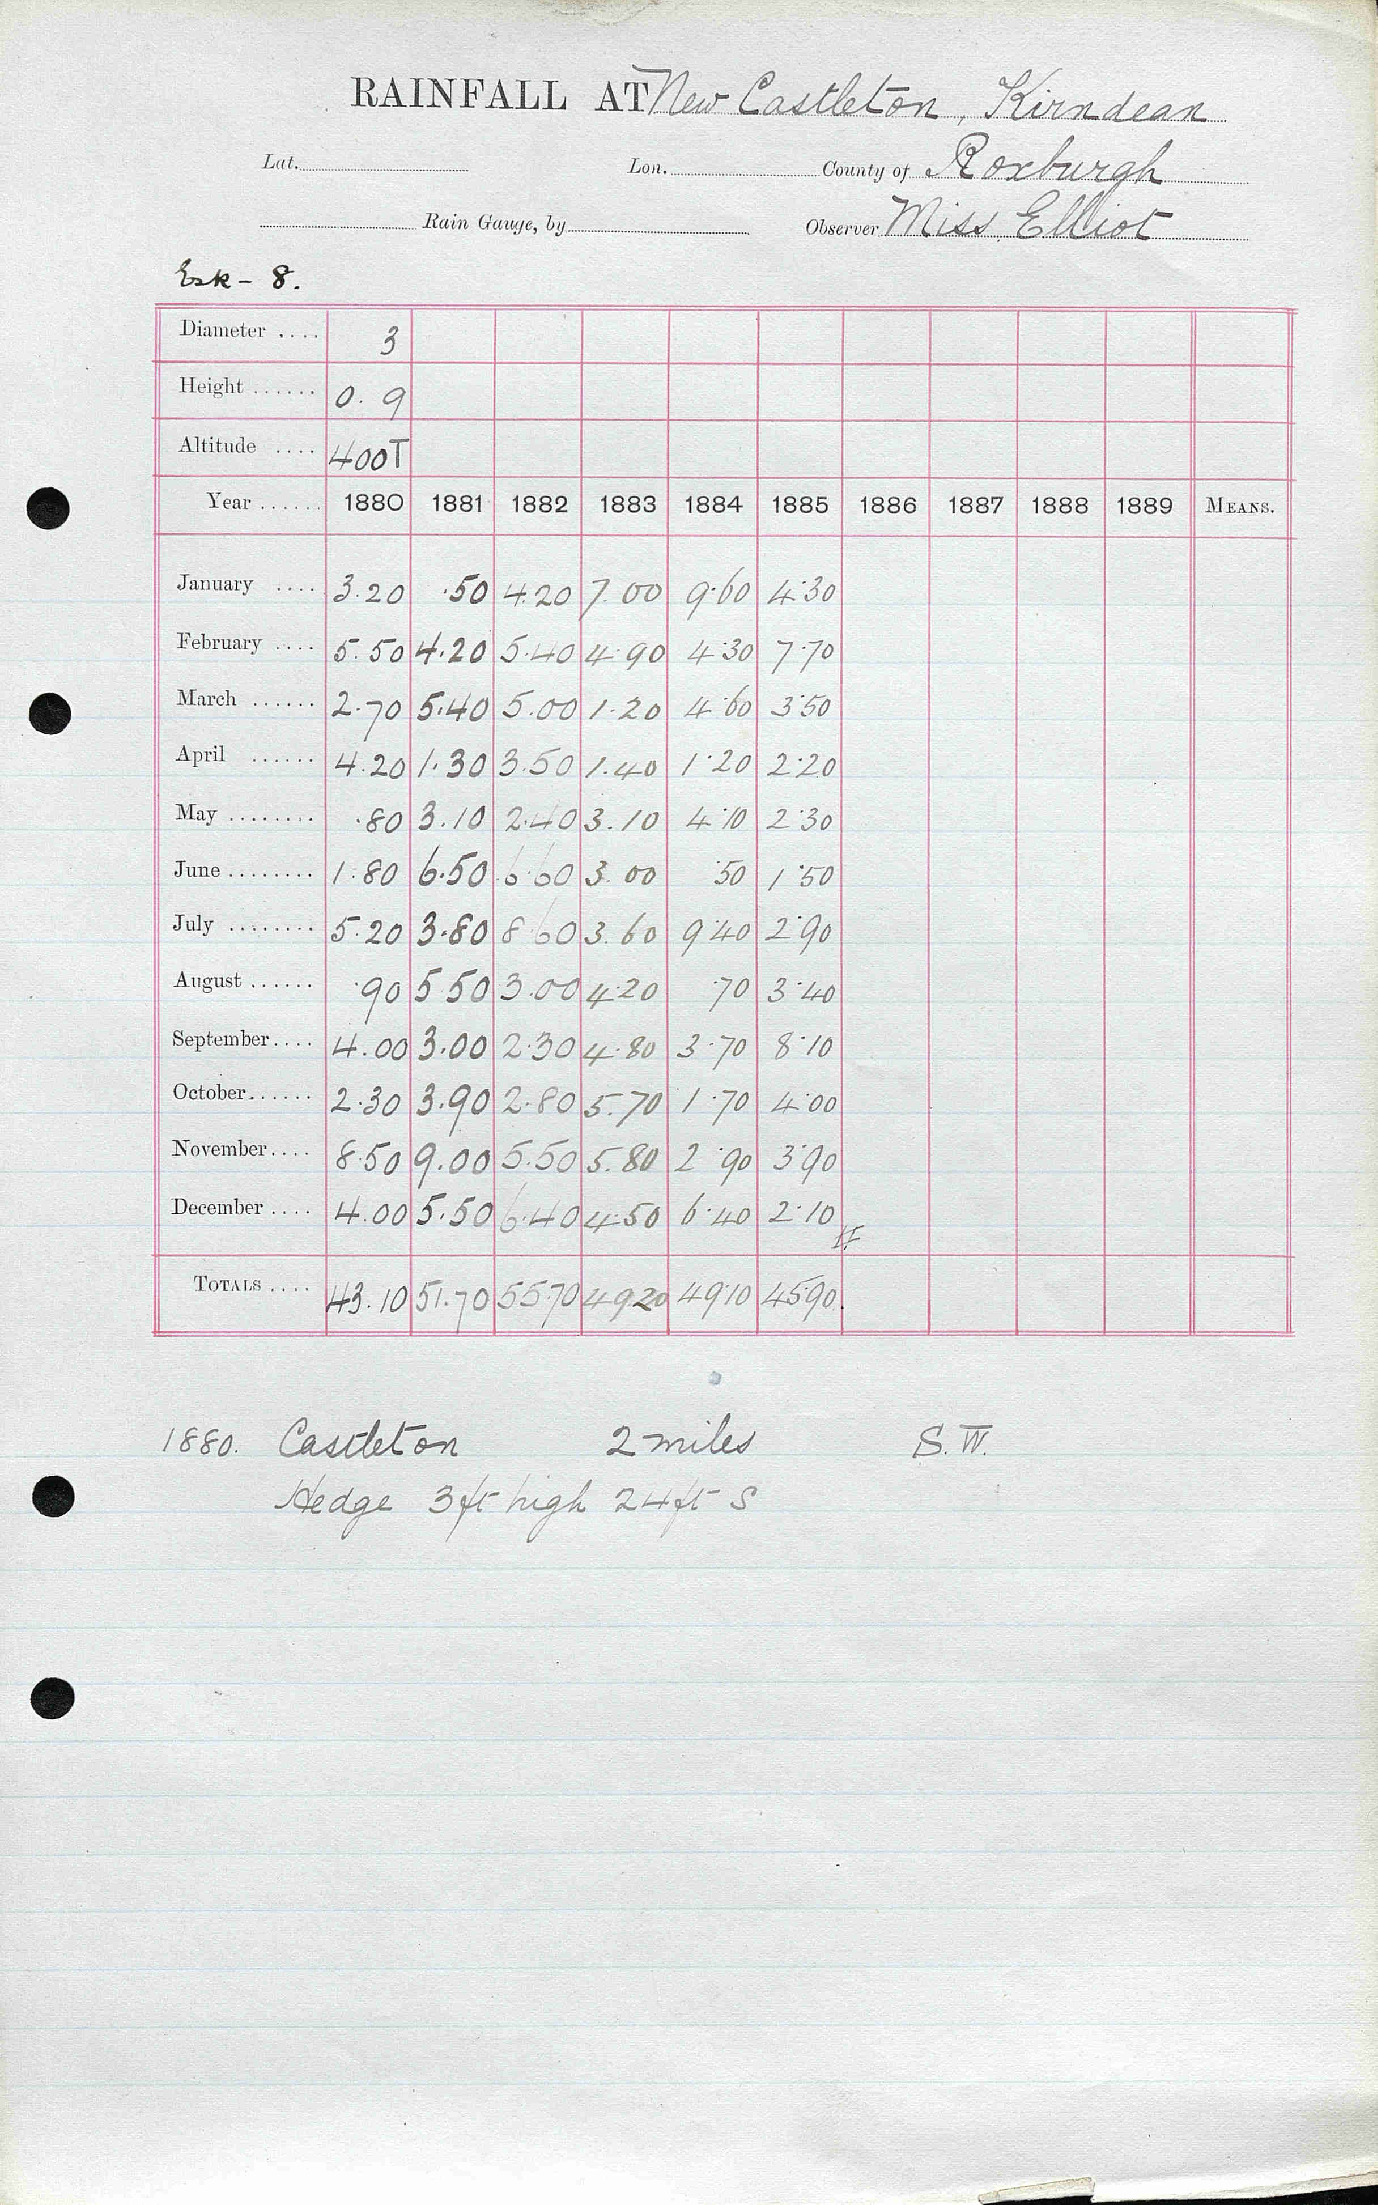 RAINFALL AT New Castleton, Kirndean
Lat. Lon. County of Roxburgh
Rain Gauge, by Observer Miss Elliot
Esk - 8.
Diameter .... 3
Height ...... 0. 9
Altitude .... 400T
Year ...... 1880 1881 1882 1883 1884 1885 1886 1887 1888 1889 MEANS.
January .... 3.20 .50 4.20 7.00 9.60 4.30
February .... 5.50 4.20 5.40 4.90 4.30 7.70
March ...... 2.70 5.40 5.00 1.20 4.60 3.50
April ...... 4.20 1.30 3.50 1.40 1.20 2.20
May ........ .80 3.10 2.40 3.10 4.10 2.30
June ........ 1.80 6.50 6.60 3.00 .50 1.50
July ........ 5.20 3.80 8.60 3.60 9.40 2.90
August ...... .90 5.50 3.00 4.20 .70 3.40
September.... 4.00 3.00 2.30 4.80 3.70 8.10
October...... 2.30 3.90 2.80 5.70 1.70 4.00
November.... 8.50 9.00 5.50 5.80 2.90 3.90
December .... 4.00 5.50 6.40 4.50 6.40 2.10
TOTALS .... 43.10 51.70 55.70 49.20 49.10 45.90
1880. Castleton 2 miles S.W.
Hedge 3ft high 24ft S